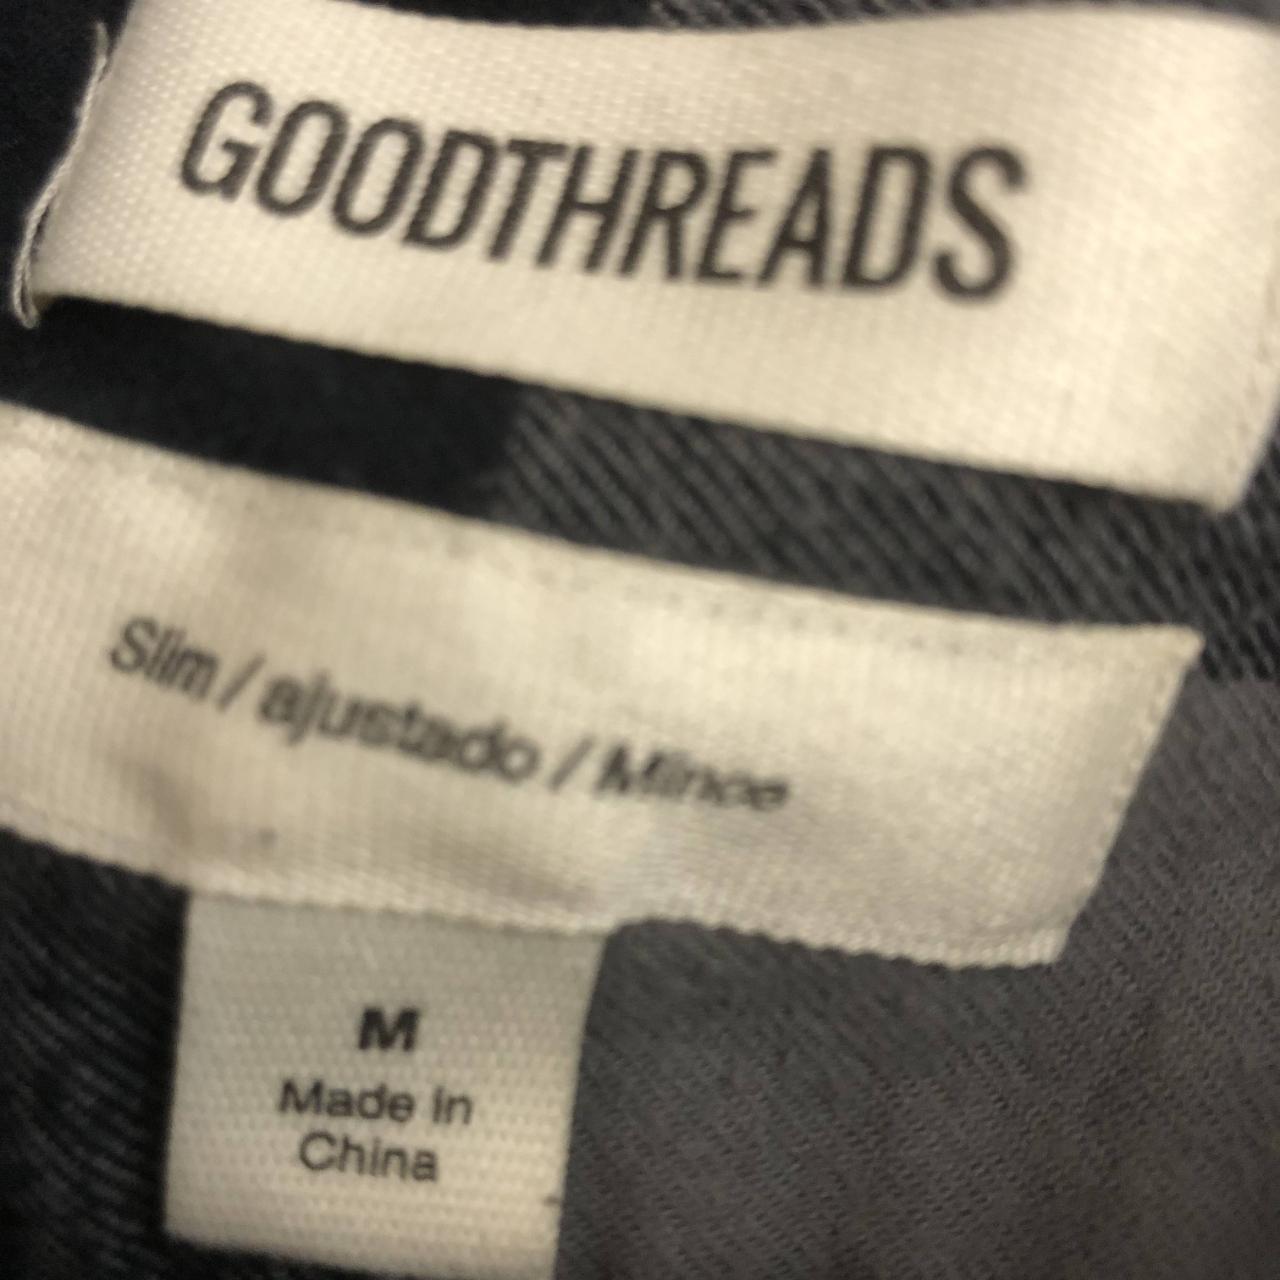 GOODTHREADS
Slim / ajustado / Mince
M
Made in
China